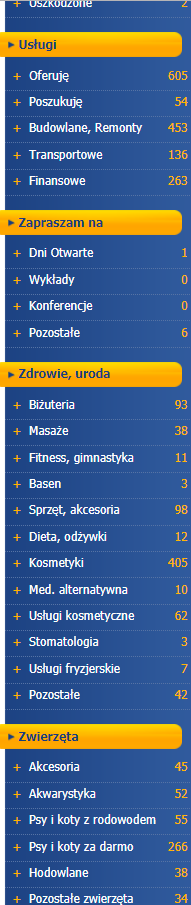 Uszkodzone 2
Usługi
+ Oferuję 605
+ Poszukuję 54
+ Budowlane, Remonty 453
+ Transportowe 136
+ Finansowe 263
Zapraszam na
+ Dni Otwarte 1
+ Wykłady 0
+ Konferencje 0
+ Pozostałe 6
Zdrowie, uroda
+ Biżuteria 93
+ Masaże 38
+ Fitness, gimnastyka 11
+ Basen 3
+ Sprzęt, akcesoria 98
+ Dieta, odżywki 12
+ Kosmetyki 405
+ Med. alternatywna 10
+ Usługi kosmetyczne 62
+ Stomatologia 3
+ Usługi fryzjerskie 7
+ Pozostałe 42
Zwierzęta
+ Akcesoria 45
+ Akwarystyka 52
+ Psy i koty z rodowodem 55
+ Psy i koty za darmo 266
+ Hodowlane 38
+ Pozostałe zwierzęta 34